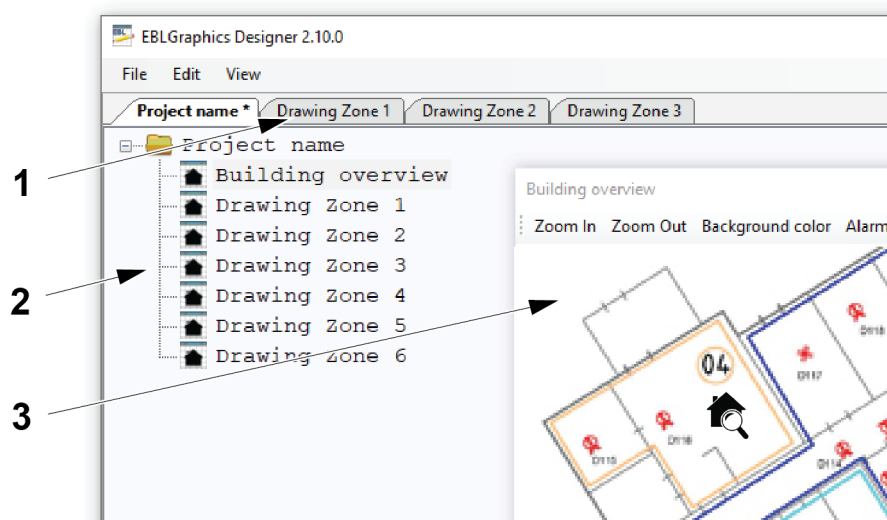 EBLGraphics Designer 2.10.0
File Edit View
Project name * Drawing Zone 1 Drawing Zone 2 Drawing Zone 3
Project name
1
Building overview
Drawing Zone 1
Drawing Zone 2
Drawing Zone 3
2
Drawing Zone 4
Drawing Zone 5
Drawing Zone 6
3
Building overview
Zoom In Zoom Out Background color Alarm
D118
04
D117
D116
D115
D114